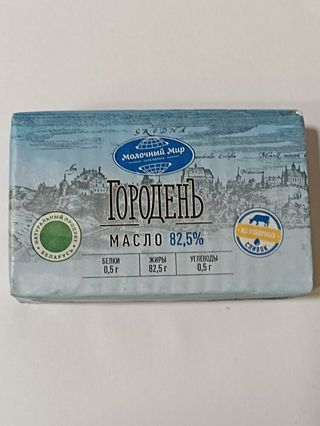 GRODNA
Молочный Мир
ГОРОДЕНЪ
МАСЛО 82,5%
НАТУРАЛЬНЫЙ ПРОДУКТ
БЕЛАРУСЬ
ИЗ ОТБОРНЫХ
СЛИВОК
БЕЛКИ
0,5 г
ЖИРЫ
82,5 г
УГЛЕВОДЫ
0,5 г